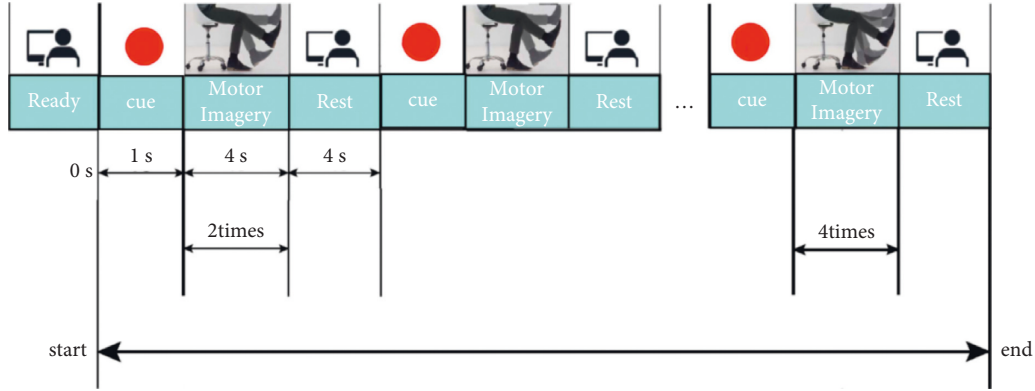 Ready
cue
Motor
Imagery
Rest
cue
Motor
Imagery
Rest
...
cue
Motor
Imagery
Rest
0 s
1 s
4 s
4 s
2times
4times
start
end